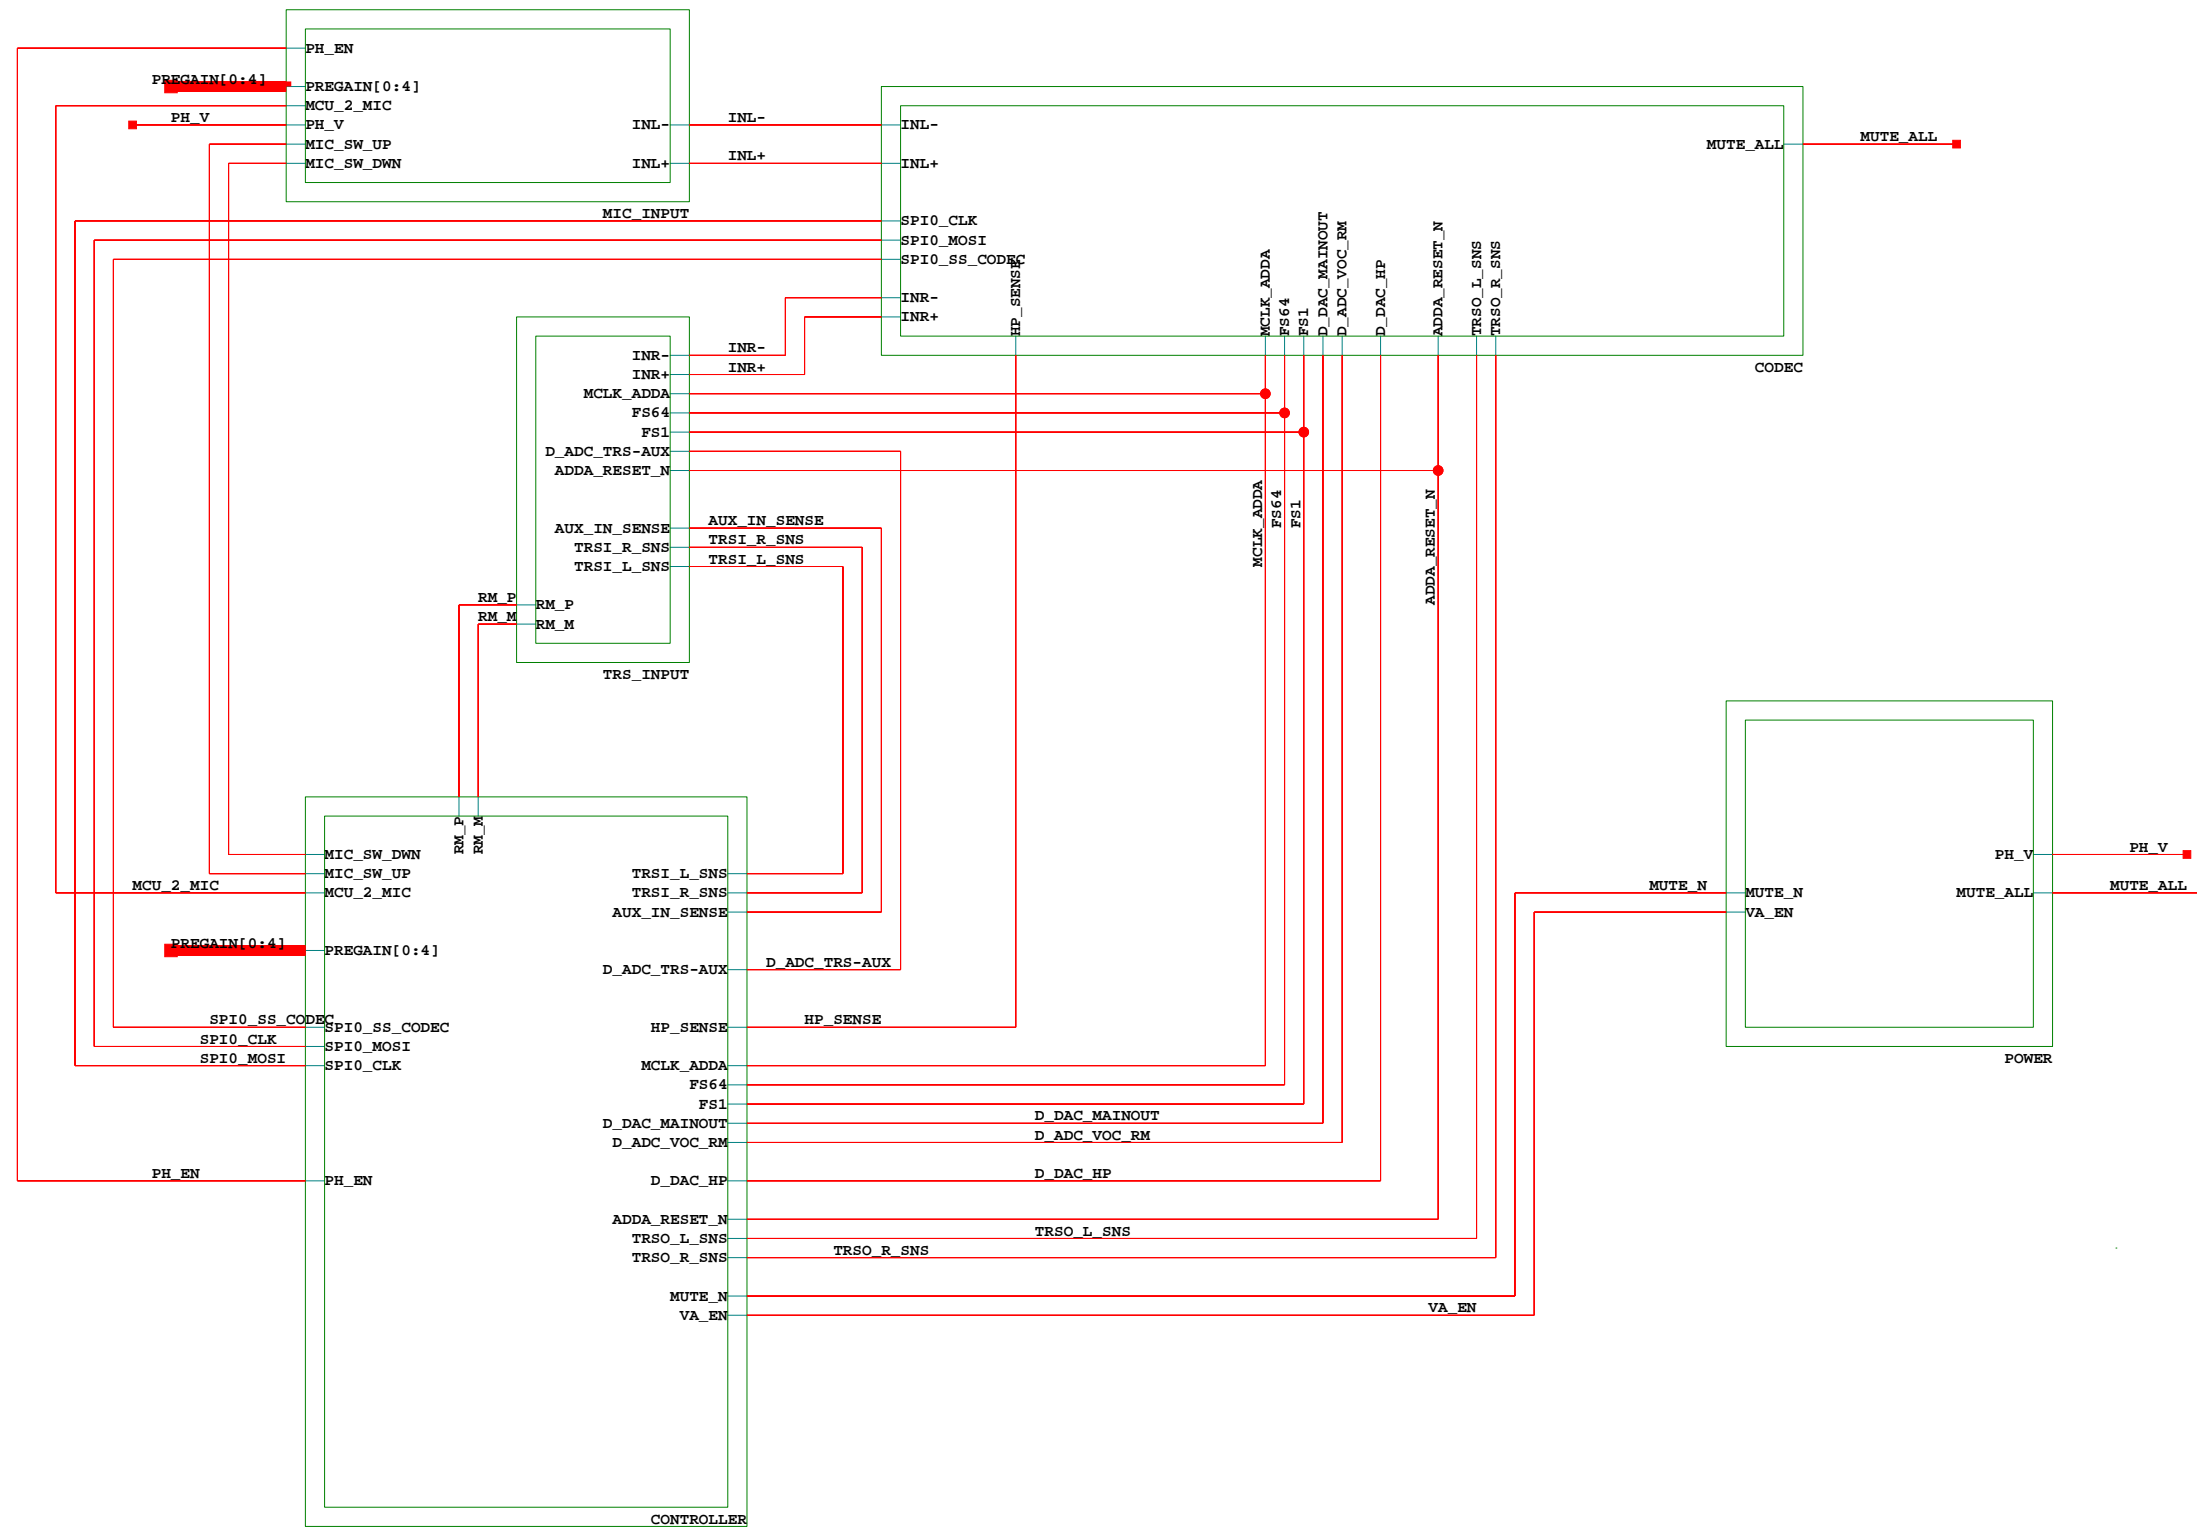 PH_EN
PREGAIN[0:4]
PREGAIN[0:4]
MCU_2_MIC
PH_V
PH_V
MIC_SW_UP
MIC_SW_DWN
INL-
INL+
INL-
INL+
MIC_INPUT
INL-
INL+
MUTE_ALL
MUTE_ALL
SPI0_CLK
SPI0_MOSI
SPI0_SS_CODEC
INR-
INR+
HP_SENSE
MCLK_ADDA
FS64
FS1
D_DAC_MAINOUT
D_ADC_VOC_RM
D_DAC_HP
ADDA_RESET_N
TRSO_L_SNS
TRSO_R_SNS
CODEC
INR-
INR+
MCLK_ADDA
FS64
FS1
D_ADC_TRS-AUX
ADDA_RESET_N
AUX_IN_SENSE
TRSI_R_SNS
TRSI_L_SNS
INR-
INR+
AUX_IN_SENSE
TRSI_R_SNS
TRSI_L_SNS
RM_P
RM_M
RM_P
RM_M
TRS_INPUT
MCLK_ADDA
FS64
FS1
ADDA_RESET_N
RM_P
RM_M
MIC_SW_DWN
MIC_SW_UP
MCU_2_MIC
MCU_2_MIC
PREGAIN[0:4]
PREGAIN[0:4]
SPI0_SS_CODEC
SPI0_CLK
SPI0_MOSI
SPI0_SS_CODEC
SPI0_MOSI
SPI0_CLK
PH_EN
PH_EN
TRSI_L_SNS
TRSI_R_SNS
AUX_IN_SENSE
D_ADC_TRS-AUX
HP_SENSE
MCLK_ADDA
FS64
FS1
D_DAC_MAINOUT
D_ADC_VOC_RM
D_DAC_HP
ADDA_RESET_N
TRSO_L_SNS
TRSO_R_SNS
MUTE_N
VA_EN
D_ADC_TRS-AUX
HP_SENSE
D_DAC_MAINOUT
D_ADC_VOC_RM
D_DAC_HP
TRSO_L_SNS
TRSO_R_SNS
VA_EN
CONTROLLER
MUTE_N
MUTE_N
VA_EN
PH_V
MUTE_ALL
PH_V
MUTE_ALL
POWER